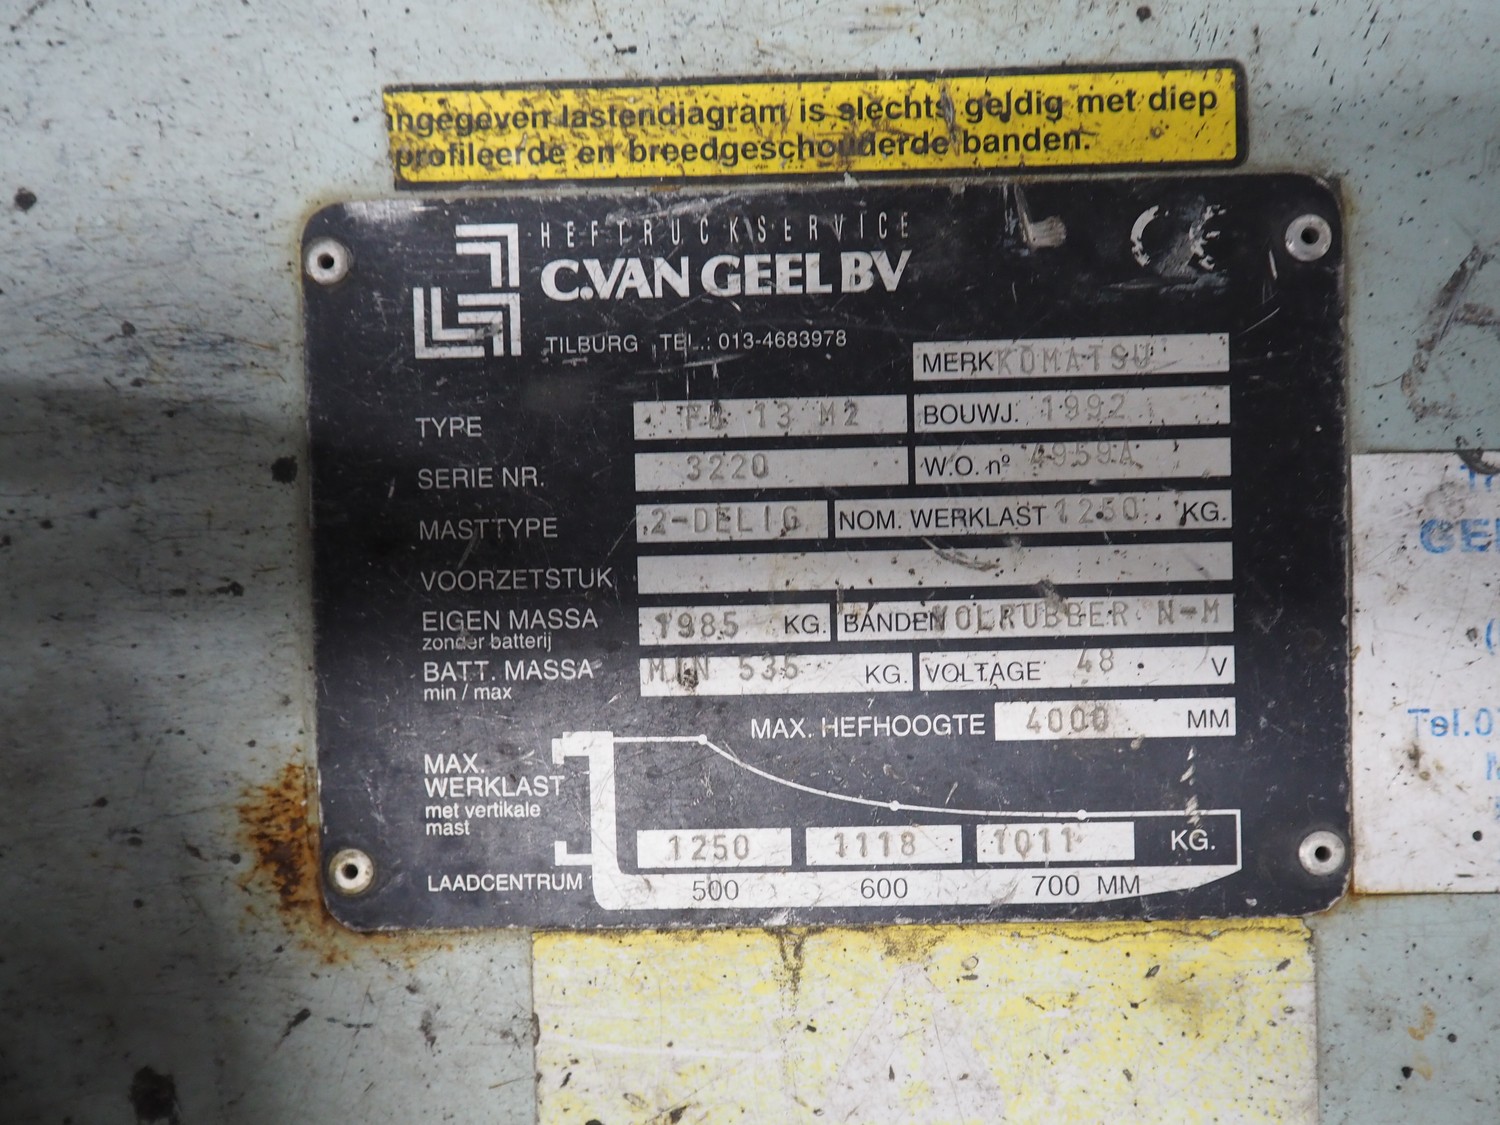 angegeven lastendiagram is slechts geldig met diep
profileerde en breedgeschouderde banden.
HEFTRUCKSERVICE
C.VAN GEEL BV
CE
TILBURG TEL.: 013-4683978
MERK KOMATSU
TYPE FB 13 M2 BOUWJ. 1992
SERIE NR. 3220 W.O. nº 4959A
MASTTYPE 2-DELIG NOM. WERKLAST 1250 KG.
VOORZETSTUK
EIGEN MASSA 1985 KG. BANDEN VOLRUBBER N-M
zonder batterij
BATT. MASSA MIN 535 KG. VOLTAGE 48 V
min / max
MAX. HEFHOOGTE 4000 MM
MAX.
WERKLAST
met vertikale
mast
1250 1118 1011 KG.
LAADCENTRUM 500 600 700 MM
Tel.0